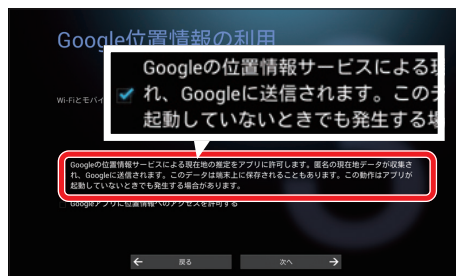 Google位置情報の利用
Googleの位置情報サービスによる
れ、Googleに送信されます。この
起動していないときでも発生する場
Wi-Fiとモバイ
Googleの位置情報サービスによる現在地の推定をアプリに許可します。匿名の現在地データが収集さ
れ、Googleに送信されます。このデータは端末上に保存されることもあります。この動作はアプリが
起動していないときでも発生する場合があります。
Googleアプリに位置情報へのアクセスを許可する
戻る
次へ